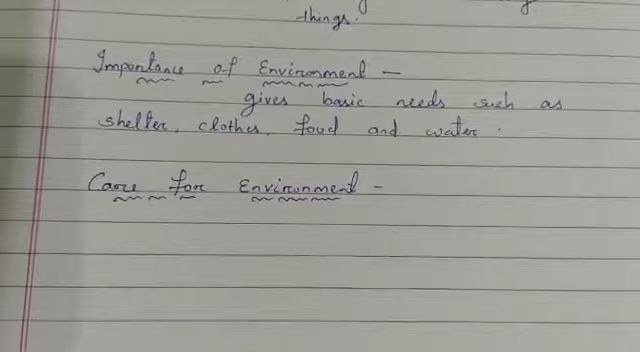 things.
Importance of Environment –
gives basic needs such as
shelter, clothes, food and water.
Care for Environment –